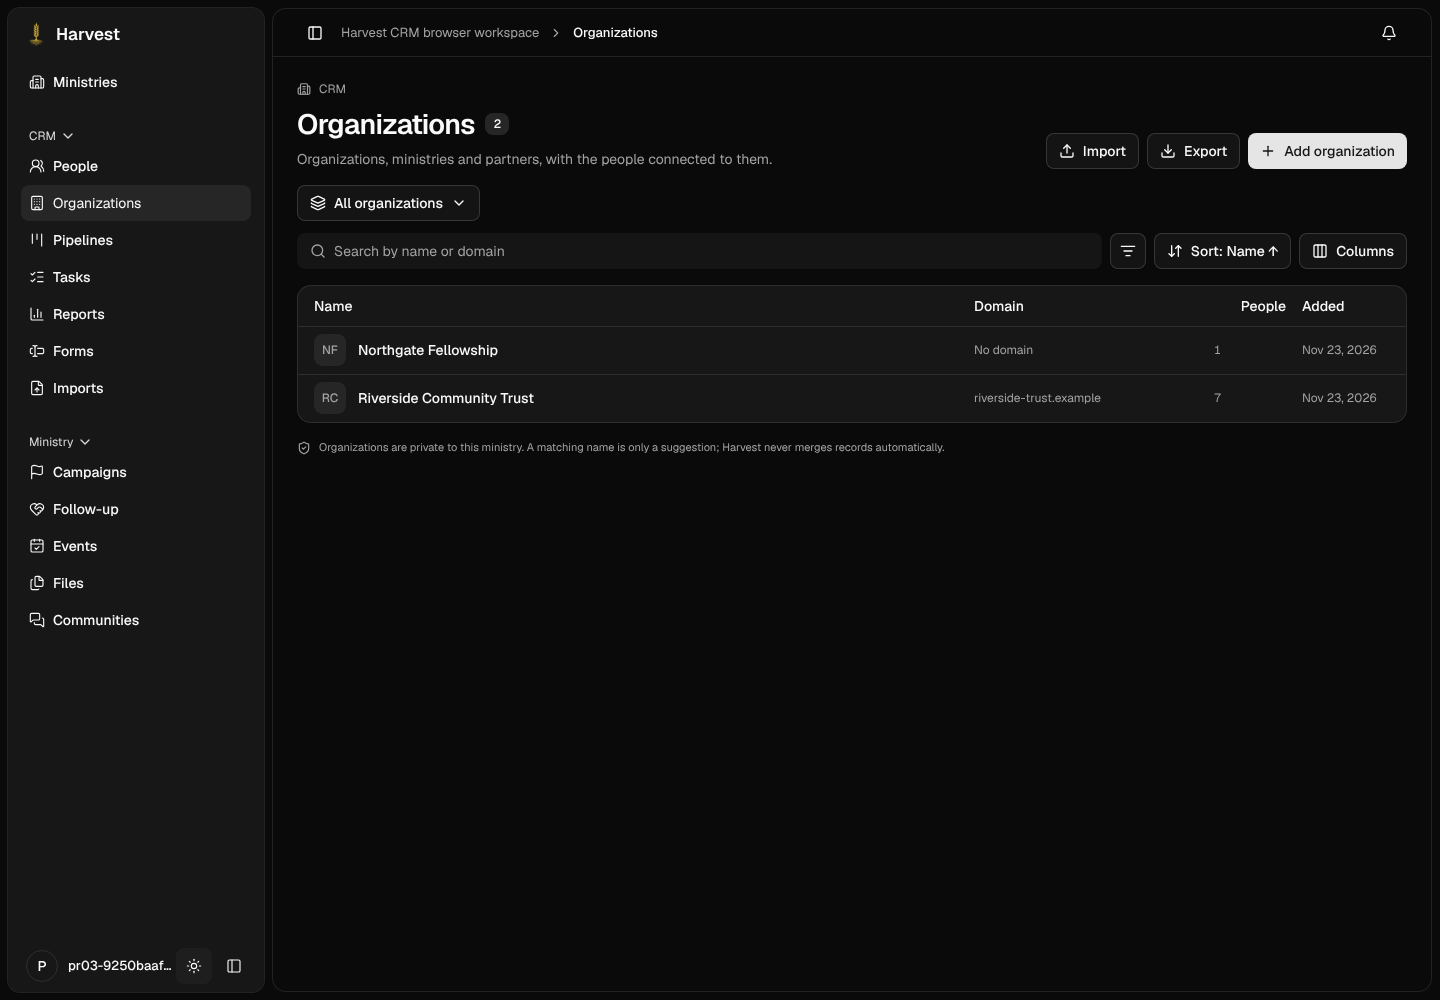 Harvest
Ministries
CRM
People
Organizations
Pipelines
Tasks
Reports
Forms
Imports
Ministry
Campaigns
Follow-up
Events
Files
Communities
P pr03-9250baaf...
Harvest CRM browser workspace > Organizations
CRM
Organizations 2
Organizations, ministries and partners, with the people connected to them.
Import Export + Add organization
All organizations
Search by name or domain Sort: Name ↑ Columns
Name Domain People Added
NF Northgate Fellowship No domain 1 Nov 23, 2026
RC Riverside Community Trust riverside-trust.example 7 Nov 23, 2026
Organizations are private to this ministry. A matching name is only a suggestion; Harvest never merges records automatically.